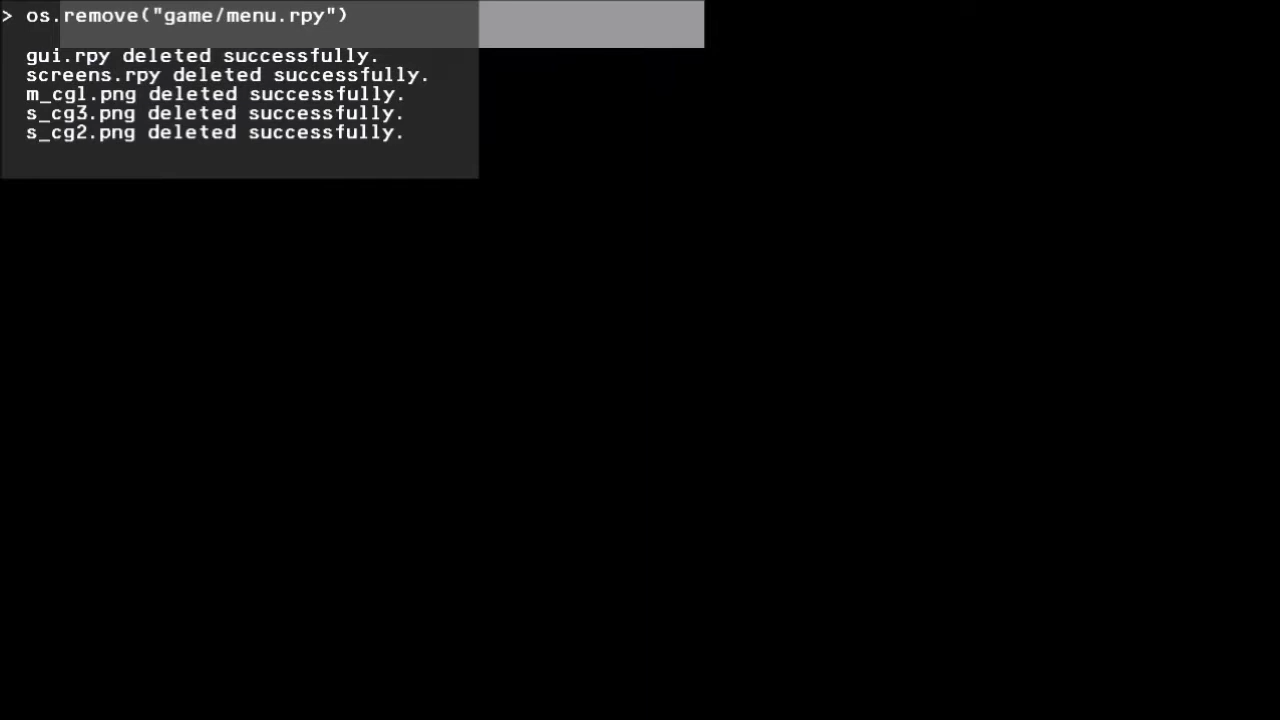 > os.remove("game/menu.rpy")
gui.rpy deleted successfully.
screens.rpy deleted successfully.
m_cg1.png deleted successfully.
s_cg3.png deleted successfully.
s_cg2.png deleted successfully.